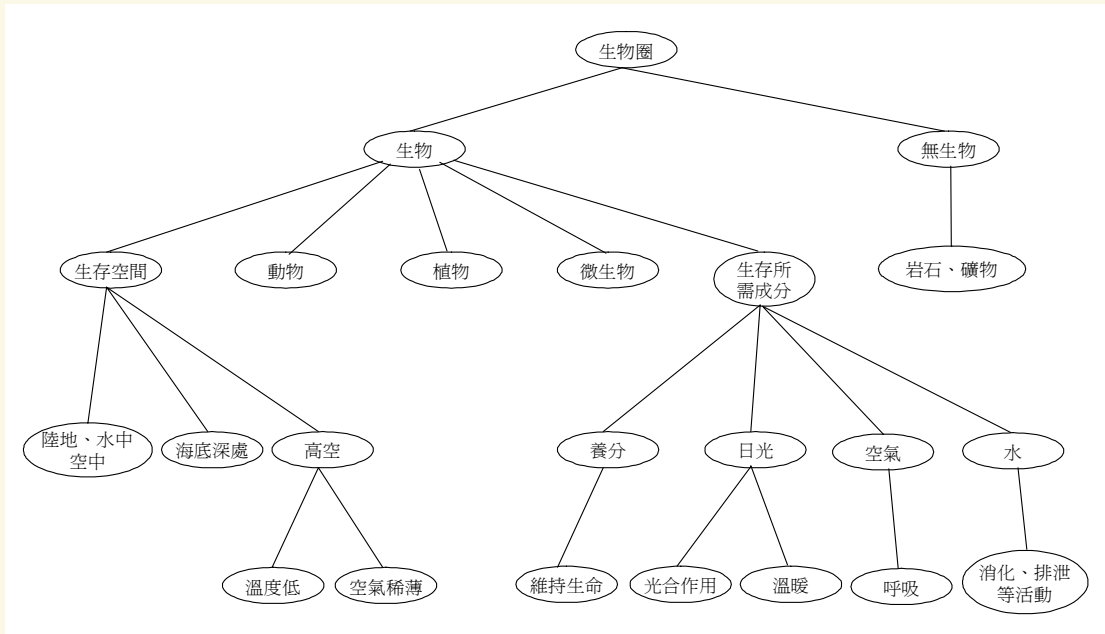 生物圈
生物
無生物
生存空間
動物
植物
微生物
生存所
需成分
岩石、礦物
陸地、水中
空中
海底深處
高空
養分
日光
空氣
水
溫度低
空氣稀薄
維持生命
光合作用
溫暖
呼吸
消化、排泄
等活動